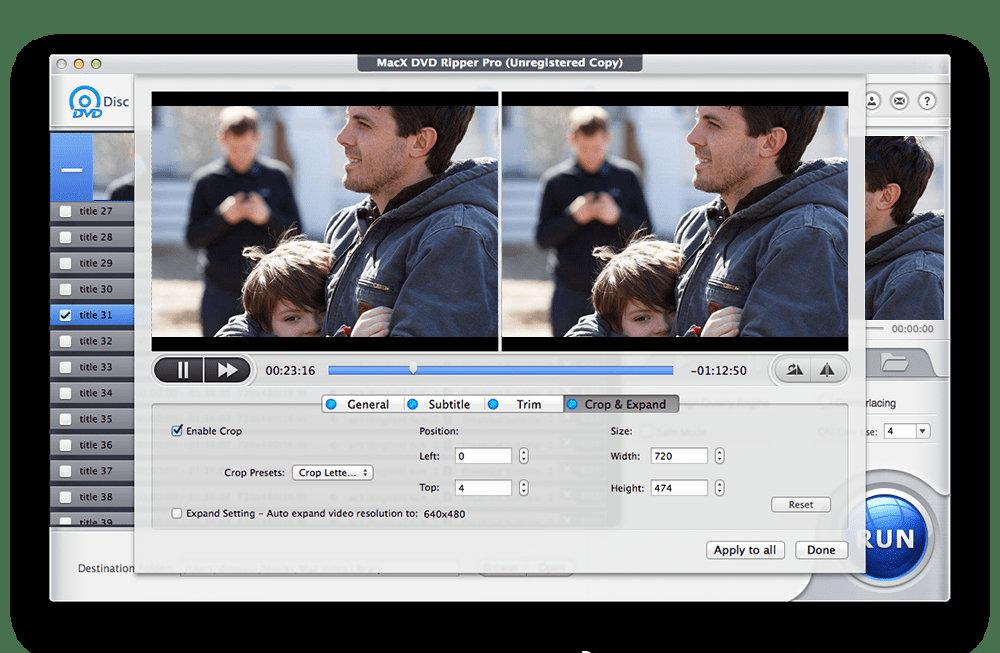 MacX DVD Ripper Pro (Unregistered Copy)
DVD
Disc
?
title 27
title 28
title 29
title 30
title 31
title 32
title 33
title 34
title 35
title 36
title 37
title 38
title 39
00:00:00
00:23:16
-01:12:50
General
Subtitle
Trim
Crop & Expand
Enable Crop
Position:
Size:
Left: 0
Width: 720
Crop Presets: Crop Lette...
Top: 4
Height: 474
Reset
Expand Setting - Auto expand video resolution to: 640x480
Apply to all
Done
Safe Mode
use: 4
RUN
Destination